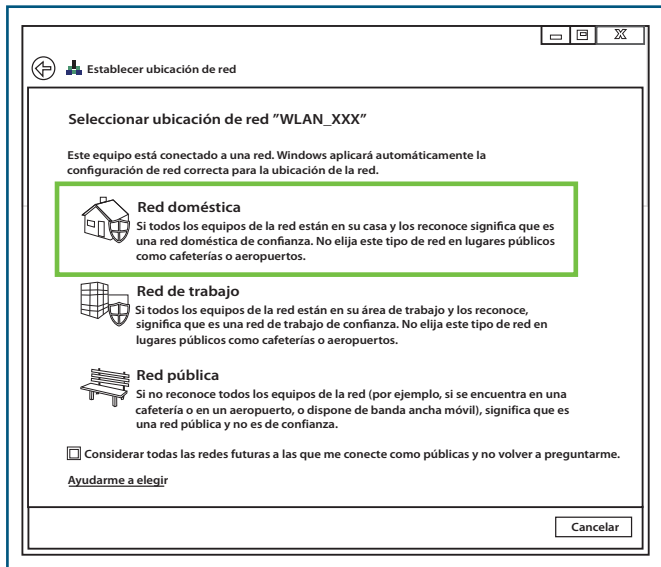 Establecer ubicación de red
Seleccionar ubicación de red "WLAN_XXX"
Este equipo está conectado a una red. Windows aplicará automáticamente la
configuración de red correcta para la ubicación de la red.
Red doméstica
Si todos los equipos de la red están en su casa y los reconoce significa que es
una red doméstica de confianza. No elija este tipo de red en lugares públicos
como cafeterías o aeropuertos.
Red de trabajo
Si todos los equipos de la red están en su área de trabajo y los reconoce,
significa que es una red de trabajo de confianza. No elija este tipo de red en
lugares públicos como cafeterías o aeropuertos.
Red pública
Si no reconoce todos los equipos de la red (por ejemplo, si se encuentra en una
cafetería o en un aeropuerto, o dispone de banda ancha móvil), significa que es
una red pública y no es de confianza.
Considerar todas las redes futuras a las que me conecte como públicas y no volver a preguntarme.
Ayudarme a elegir
Cancelar